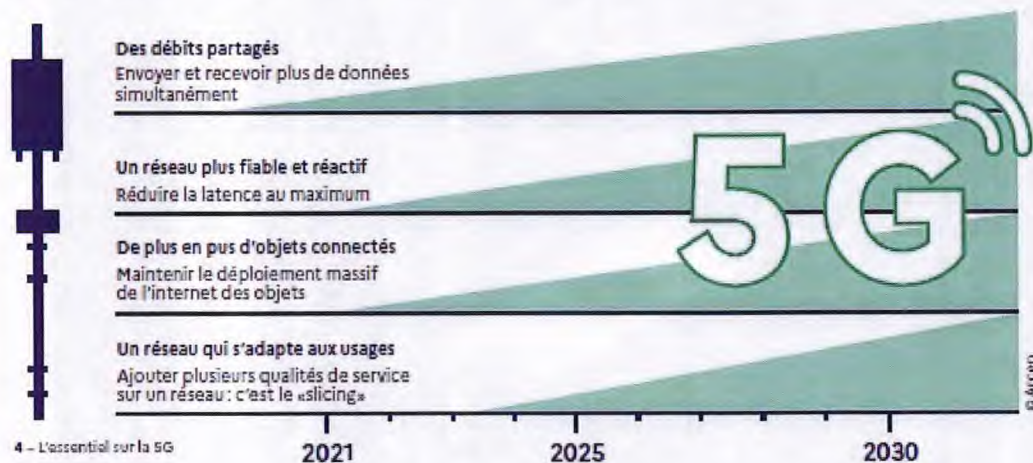 Des débits partagés
Envoyer et recevoir plus de données
simultanément
Un réseau plus fiable et réactif
Réduire la latence au maximum
De plus en pus d'objets connectés
Maintenir le déploiement massif
de l'internet des objets
Un réseau qui s'adapte aux usages
Ajouter plusieurs qualités de service
sur un réseau : c'est le «slicing»
5G
© Arcep
4 – L'essentiel sur la 5G
2021
2025
2030